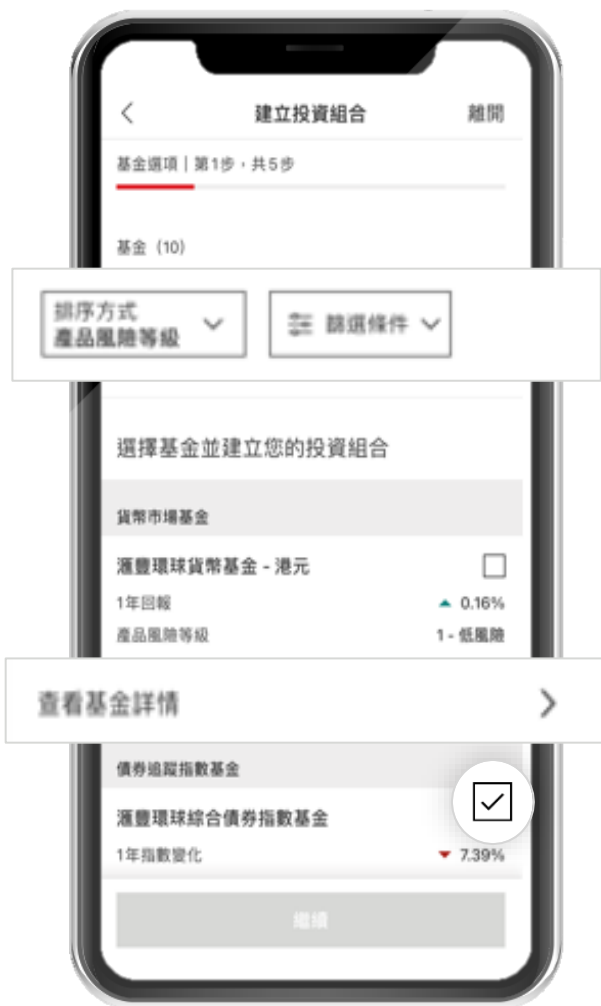 建立投資組合 離開
基金選項 | 第1步，共5步
基金 (10)
排序方式
產品風險等級
篩選條件
選擇基金並建立您的投資組合
貨幣市場基金
滙豐環球貨幣基金 - 港元
1年回報 ▲ 0.16%
產品風險等級 1 - 低風險
查看基金詳情
債券追蹤指數基金
滙豐環球綜合債券指數基金
1年指數變化 ▼ 7.39%
繼續